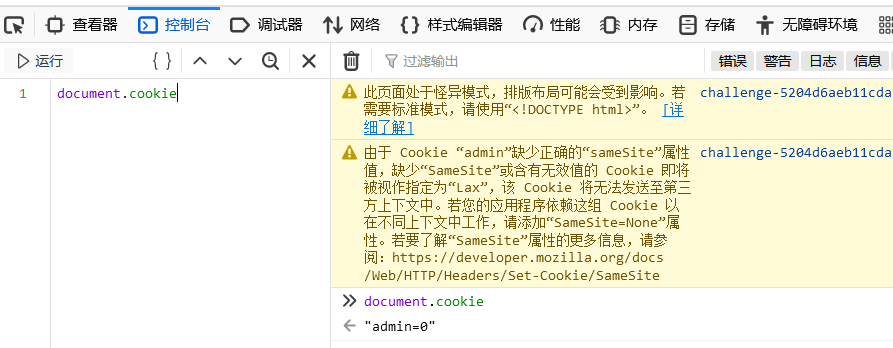 查看器 控制台 调试器 网络 {} 样式编辑器 性能 内存 存储 无障碍环境
运行 { } 过滤输出 错误 警告 日志 信息
1 document.cookie
此页面处于怪异模式，排版布局可能会受到影响。若 challenge-5204d6aeb11cda
需要标准模式，请使用“<!DOCTYPE html>”。 [详
细了解]
由于 Cookie “admin”缺少正确的“sameSite”属性 challenge-5204d6aeb11cda
值，缺少“SameSite”或含有无效值的 Cookie 即将
被视作指定为“Lax”，该 Cookie 将无法发送至第三
方上下文中。若您的应用程序依赖这组 Cookie 以
在不同上下文中工作，请添加“SameSite=None”属
性。若要了解“SameSite”属性的更多信息，请参
阅：https://developer.mozilla.org/docs
/Web/HTTP/Headers/Set-Cookie/SameSite
document.cookie
"admin=0"